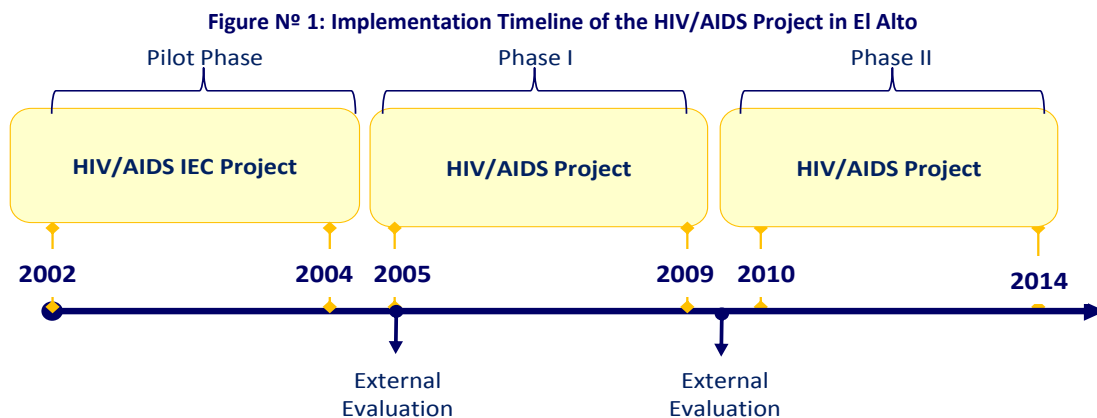 Figure Nº 1: Implementation Timeline of the HIV/AIDS Project in El Alto
Pilot Phase
Phase I
Phase II
HIV/AIDS IEC Project
HIV/AIDS Project
HIV/AIDS Project
2002
2004
2005
2009
2010
2014
External
Evaluation
External
Evaluation